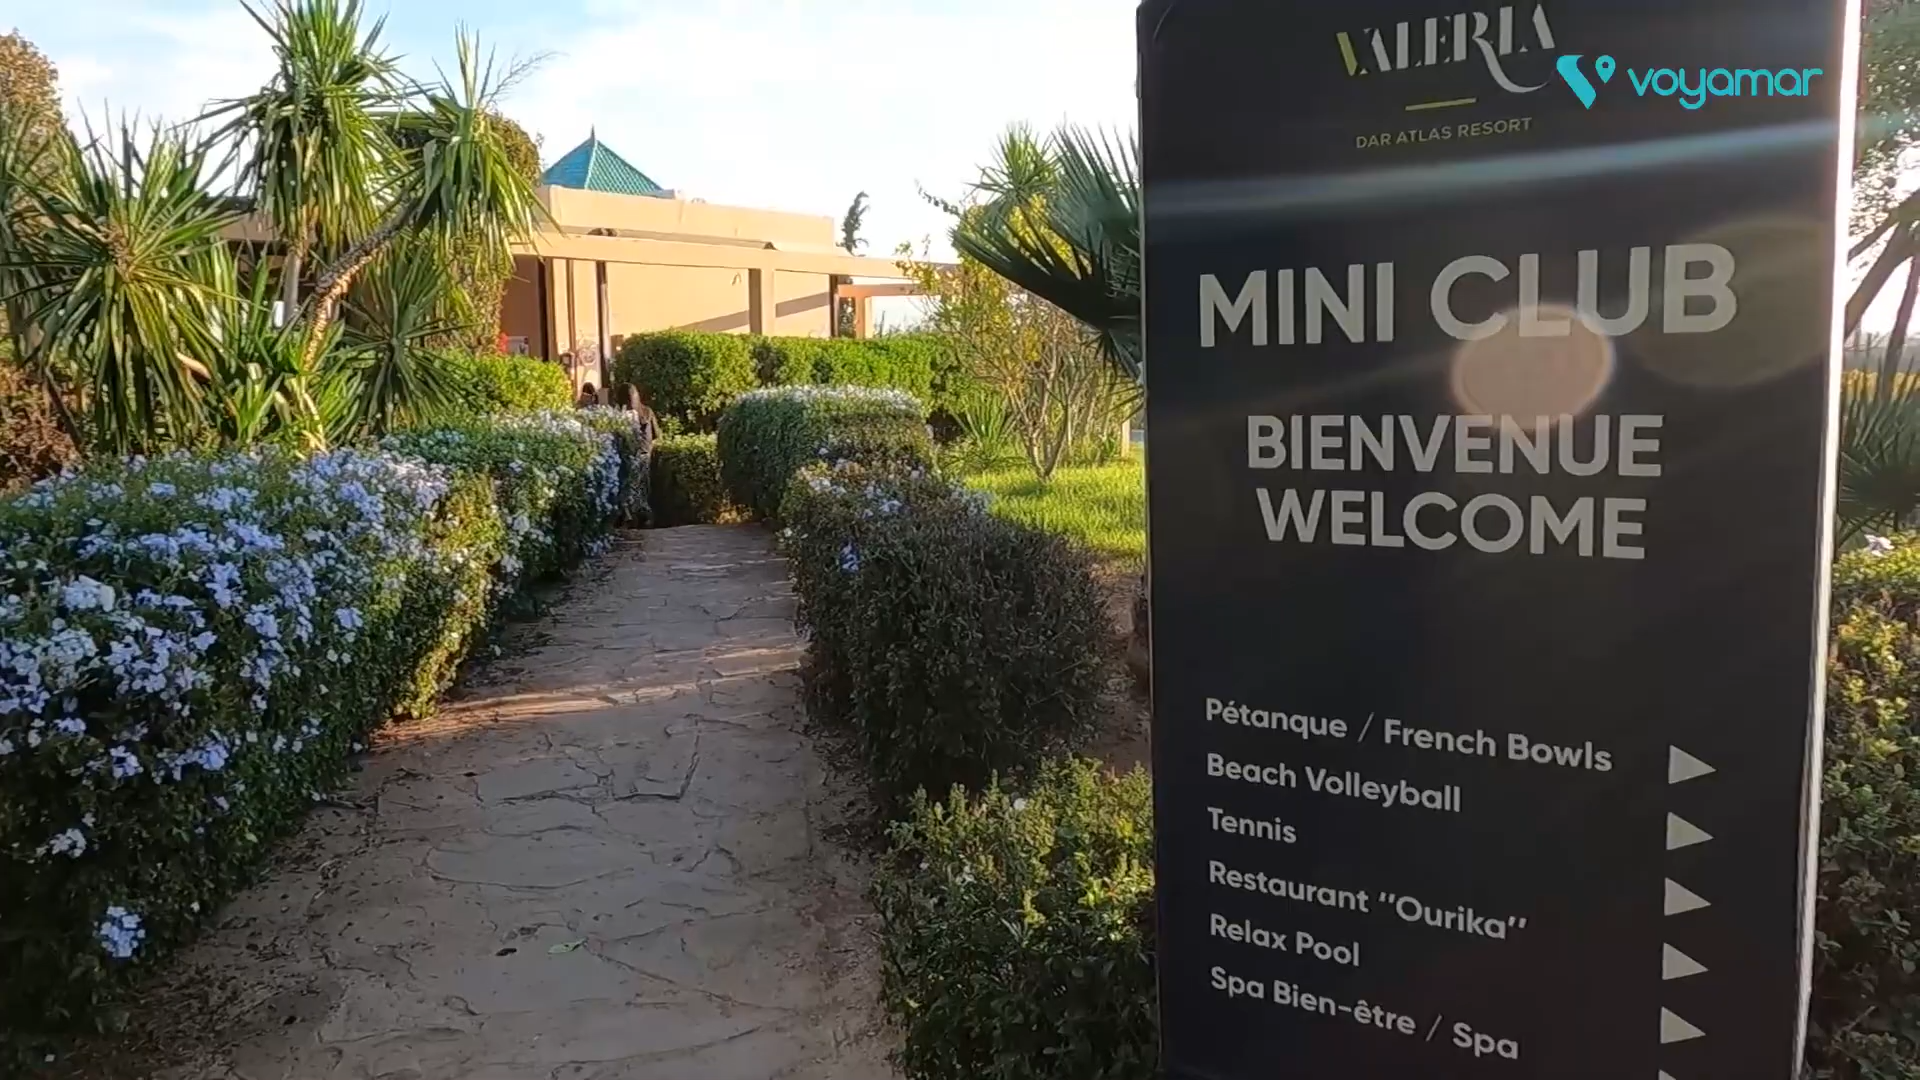 VALERIA
voyamar
DAR ATLAS RESORT
MINI CLUB
BIENVENUE
WELCOME
Pétanque / French Bowls
Beach Volleyball
Tennis
Restaurant "Ourika"
Relax Pool
Spa Bien-être / Spa